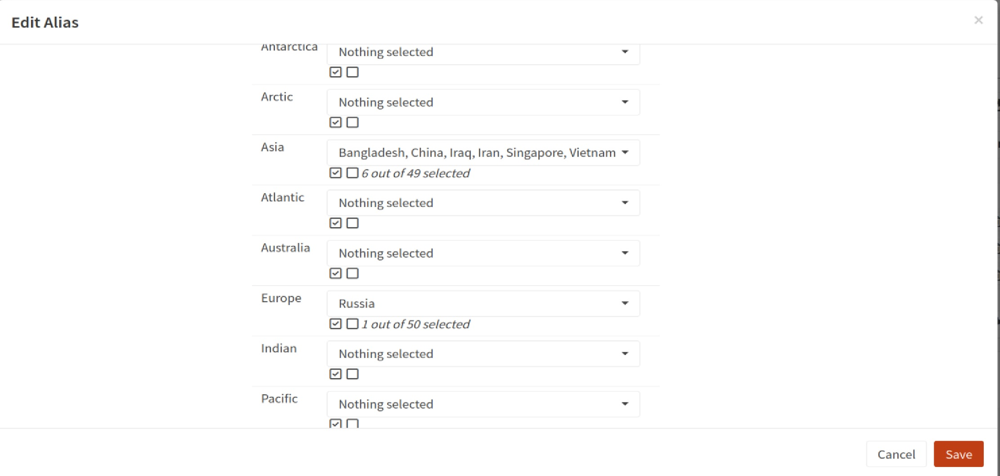 Edit Alias
×
Antarctica
Nothing selected
Arctic
Nothing selected
Asia
Bangladesh, China, Iraq, Iran, Singapore, Vietnam
6 out of 49 selected
Atlantic
Nothing selected
Australia
Nothing selected
Europe
Russia
1 out of 50 selected
Indian
Nothing selected
Pacific
Nothing selected
Cancel
Save